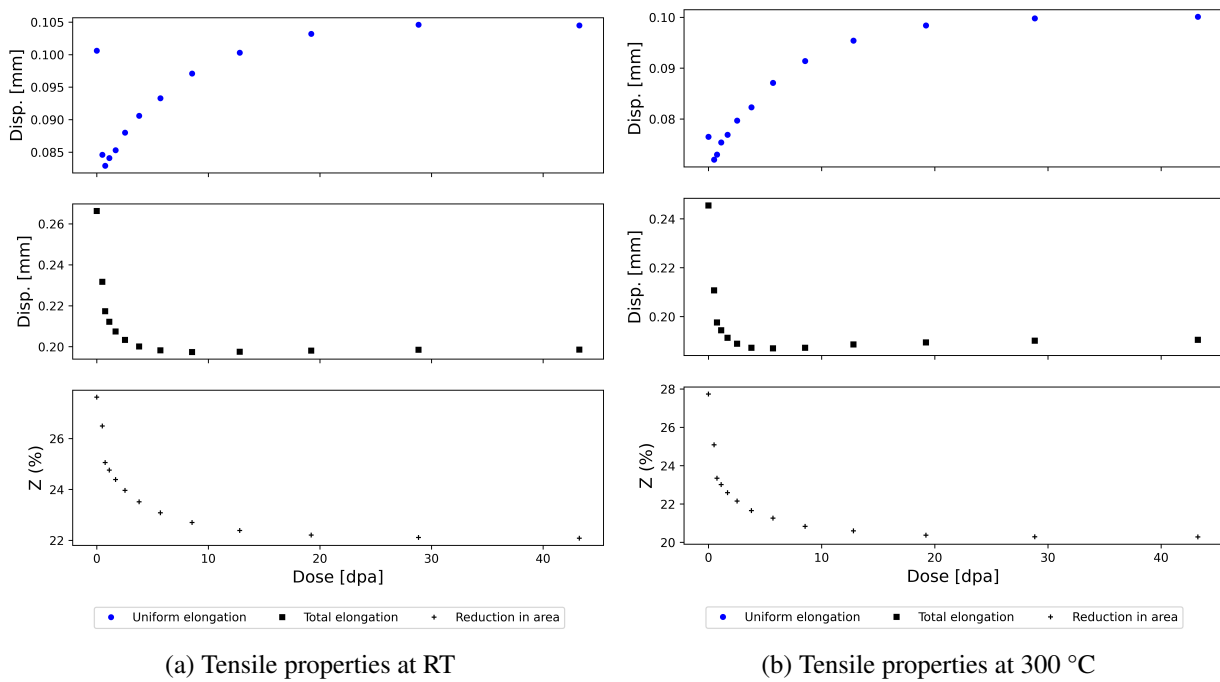 0.105
0.100
0.095
0.090
0.085
Disp. [mm]
0.26
0.24
0.22
0.20
Disp. [mm]
26
24
22
Z (%)
0 10 20 30 40
Dose [dpa]
Uniform elongation Total elongation Reduction in area
(a) Tensile properties at RT
0.10
0.09
0.08
Disp. [mm]
0.24
0.22
0.20
Disp. [mm]
28
26
24
22
20
Z (%)
0 10 20 30 40
Dose [dpa]
Uniform elongation Total elongation Reduction in area
(b) Tensile properties at 300 °C